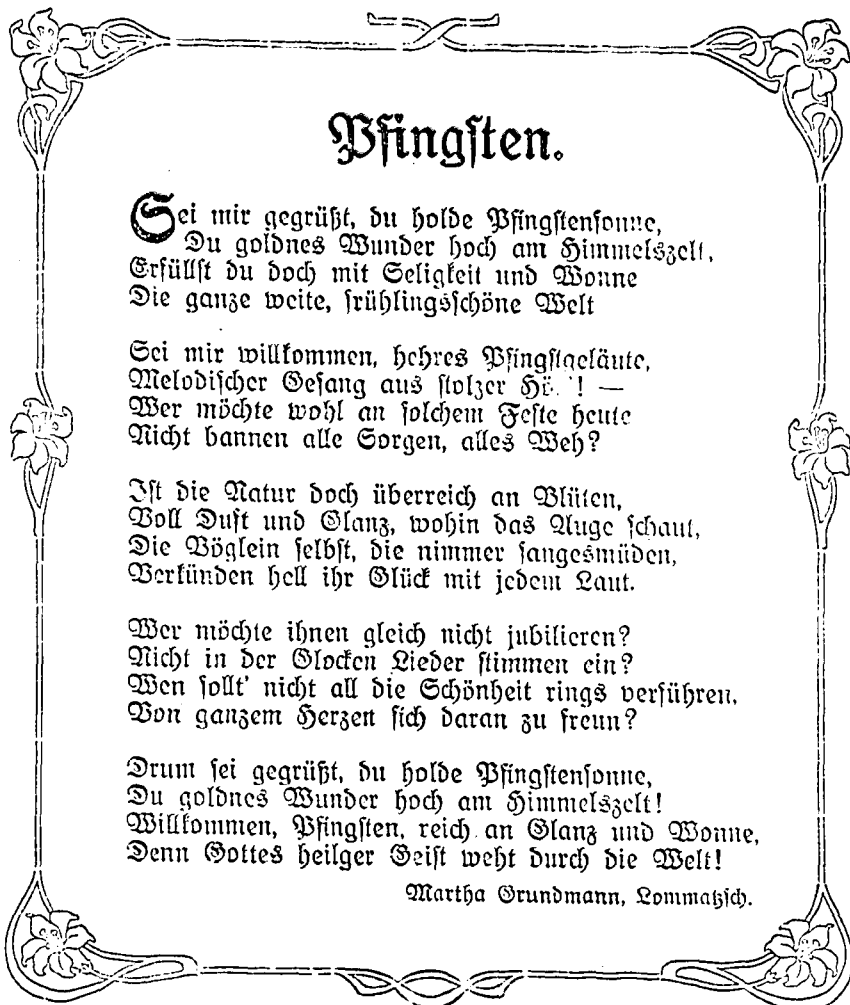 Pfingsten.
Sei mir gegrüßt, du holde Pfingstensonne,
Du goldnes Wunder hoch am Himmelszelt,
Erfüllst du doch mit Seligkeit und Wonne
Die ganze weite, frühlingsschöne Welt
Sei mir willkommen, hehres Pfingstgeläute,
Melodischer Gesang aus stolzer ! —
Wer möchte wohl an solchem Feste heute
Nicht bannen alle Sorgen, alles Weh?
Ist die Natur doch überreich an Blüten,
Voll Duft und Glanz, wohin das Auge schaut,
Die Vöglein selbst, die nimmer sangesmüden,
Verkünden hell ihr Glück mit jedem Laut.
Wer möchte ihnen gleich nicht jubilieren?
Nicht in der Glocken Lieder stimmen ein?
Wen sollt' nicht all die Schönheit rings verführen,
Von ganzem Herzen sich daran zu freun?
Drum sei gegrüßt, du holde Pfingstensonne,
Du goldnes Wunder hoch am Himmelszelt!
Willkommen, Pfingsten, reich an Glanz und Wonne,
Denn Gottes heilger Geist weht durch die Welt!
Martha Grundmann, Lommatzsch.